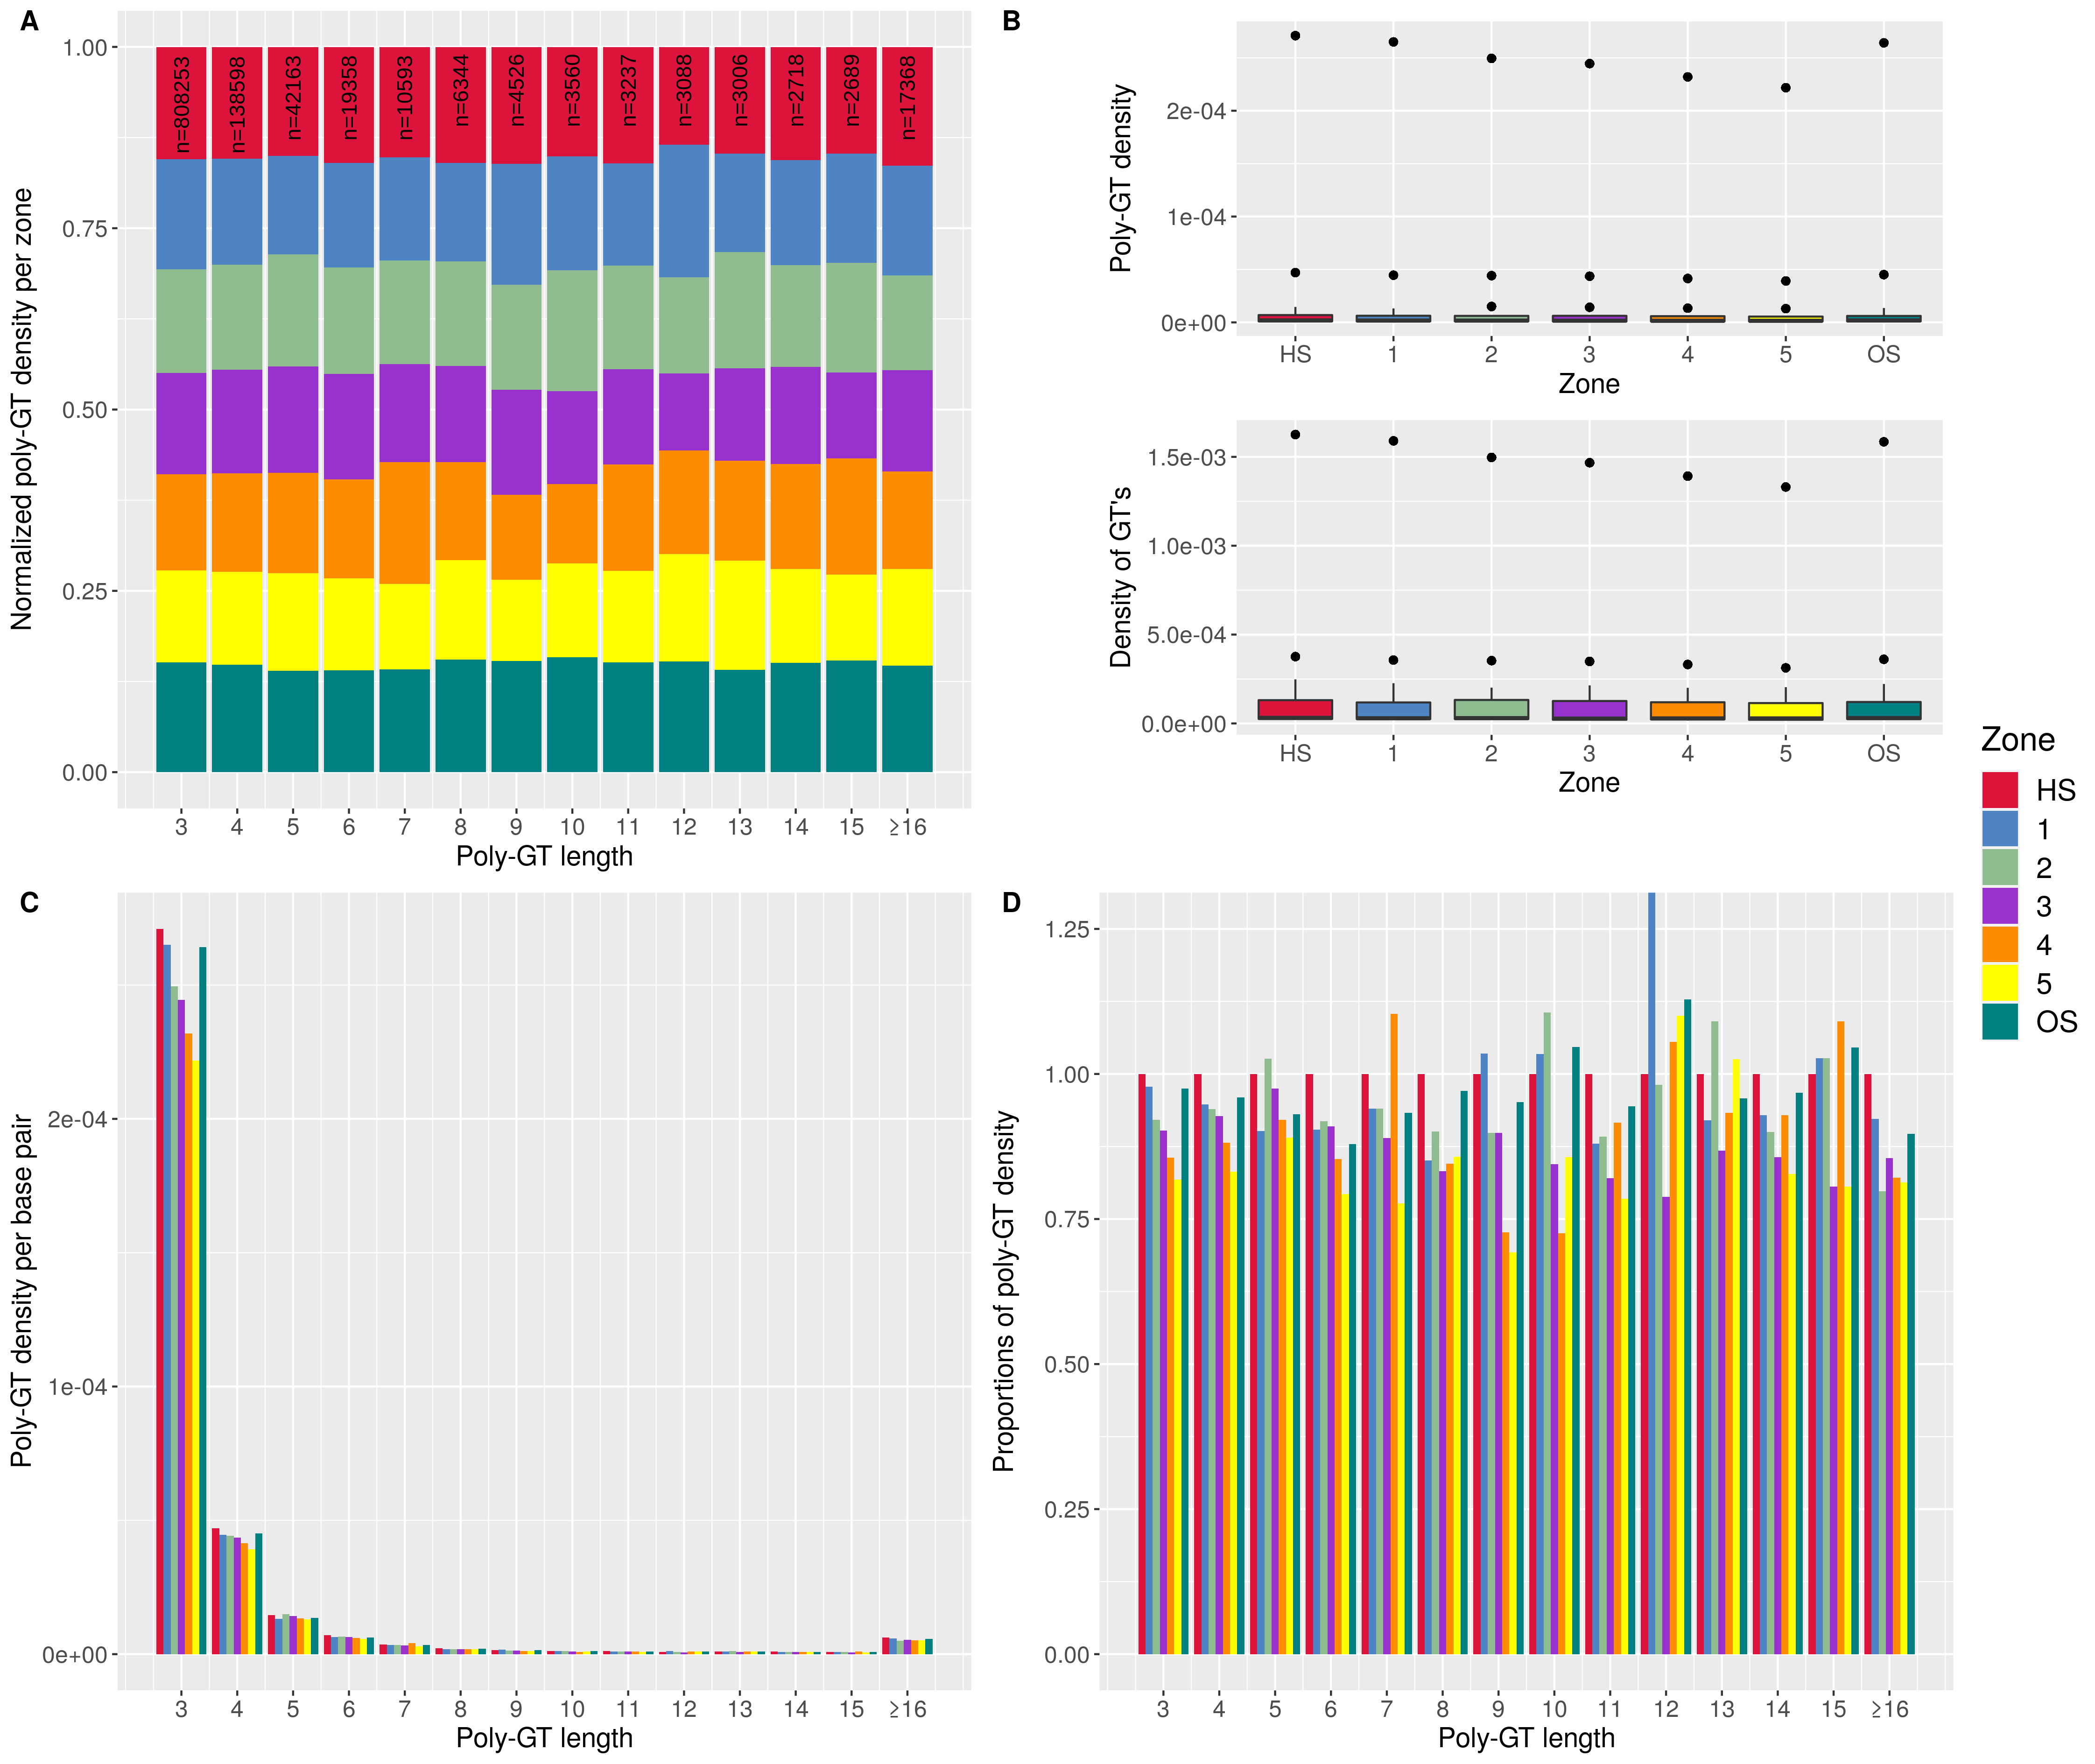 A
Normalized poly-GT density per zone
1.00
0.75
0.50
0.25
0.00
n=808253
n=138598
n=42163
n=19358
n=10593
n=6344
n=4526
n=3560
n=3237
n=3088
n=3006
n=2718
n=2689
n=17368
3 4 5 6 7 8 9 10 11 12 13 14 15 ≥16
Poly-GT length
B
Poly-GT density
2e-04
1e-04
0e+00
HS 1 2 3 4 5 OS
Zone
Density of GT's
1.5e-03
1.0e-03
5.0e-04
0.0e+00
HS 1 2 3 4 5 OS
Zone
Zone
HS
1
2
3
4
5
OS
C
Poly-GT density per base pair
2e-04
1e-04
0e+00
3 4 5 6 7 8 9 10 11 12 13 14 15 ≥16
Poly-GT length
D
Proportions of poly-GT density
1.25
1.00
0.75
0.50
0.25
0.00
3 4 5 6 7 8 9 10 11 12 13 14 15 ≥16
Poly-GT length